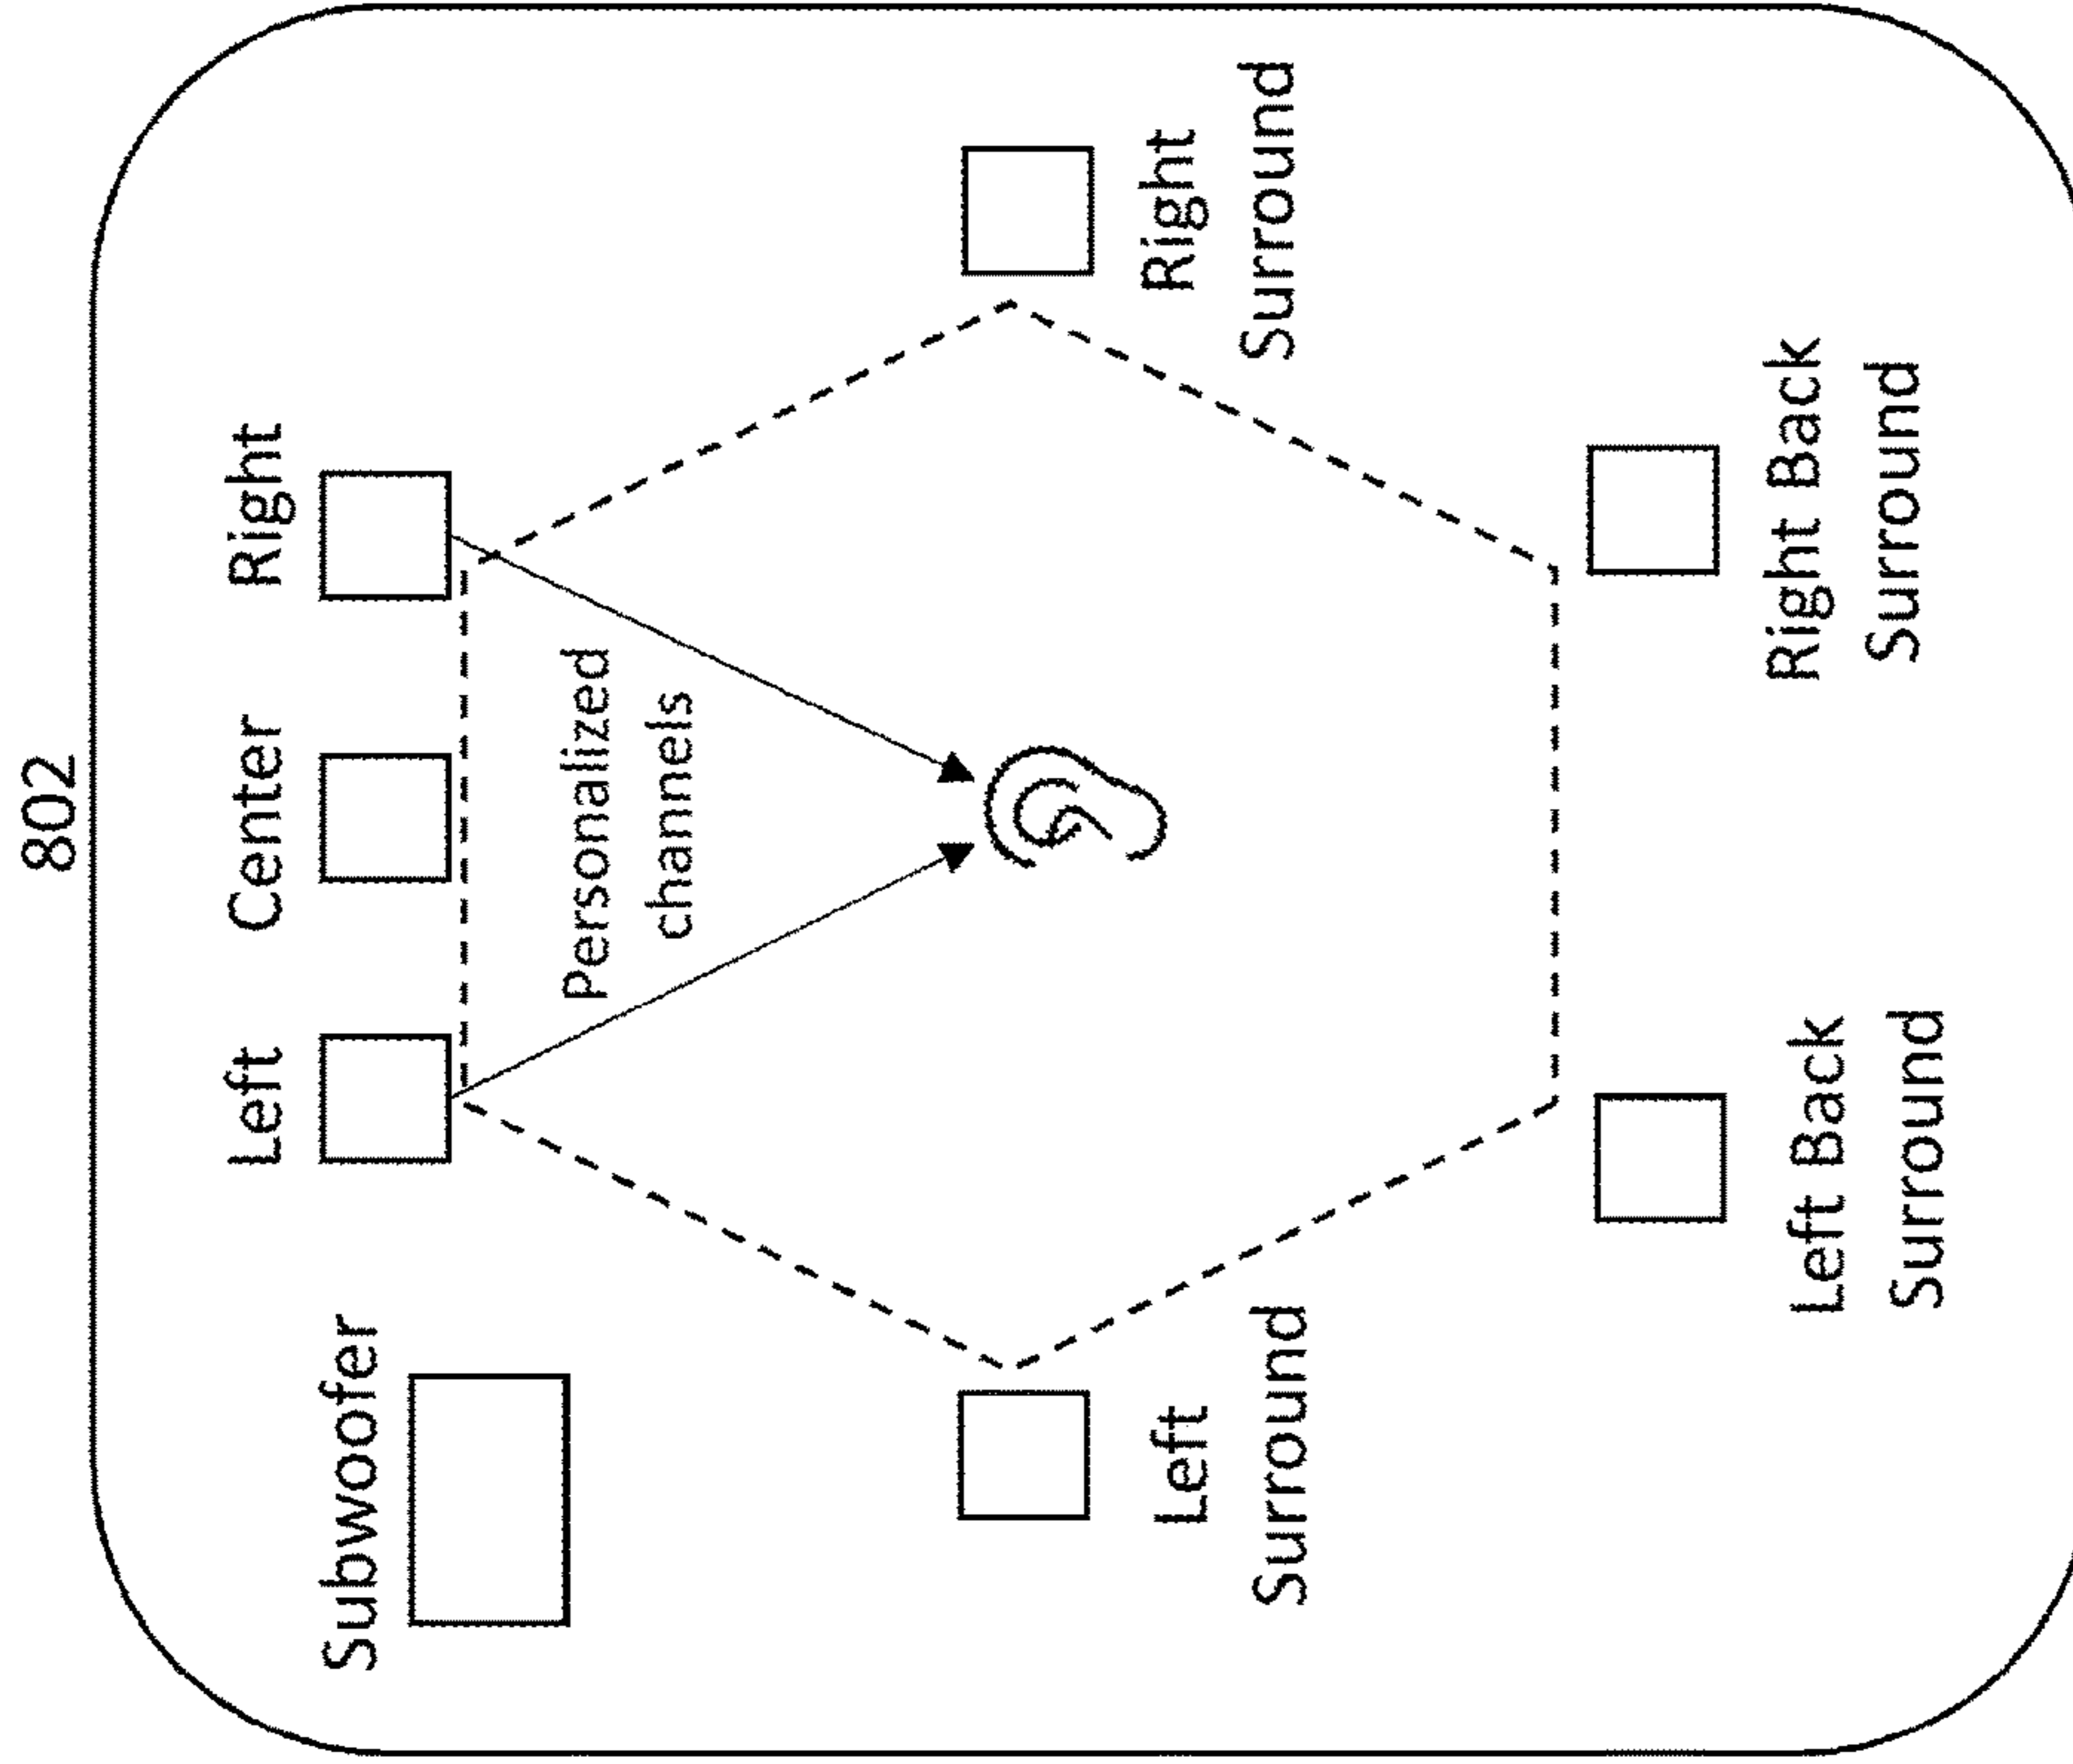 802
Left
Center
Right
Subwoofer
Personalized
channels
Left
Surround
Right
Surround
Left Back
Surround
Right Back
Surround